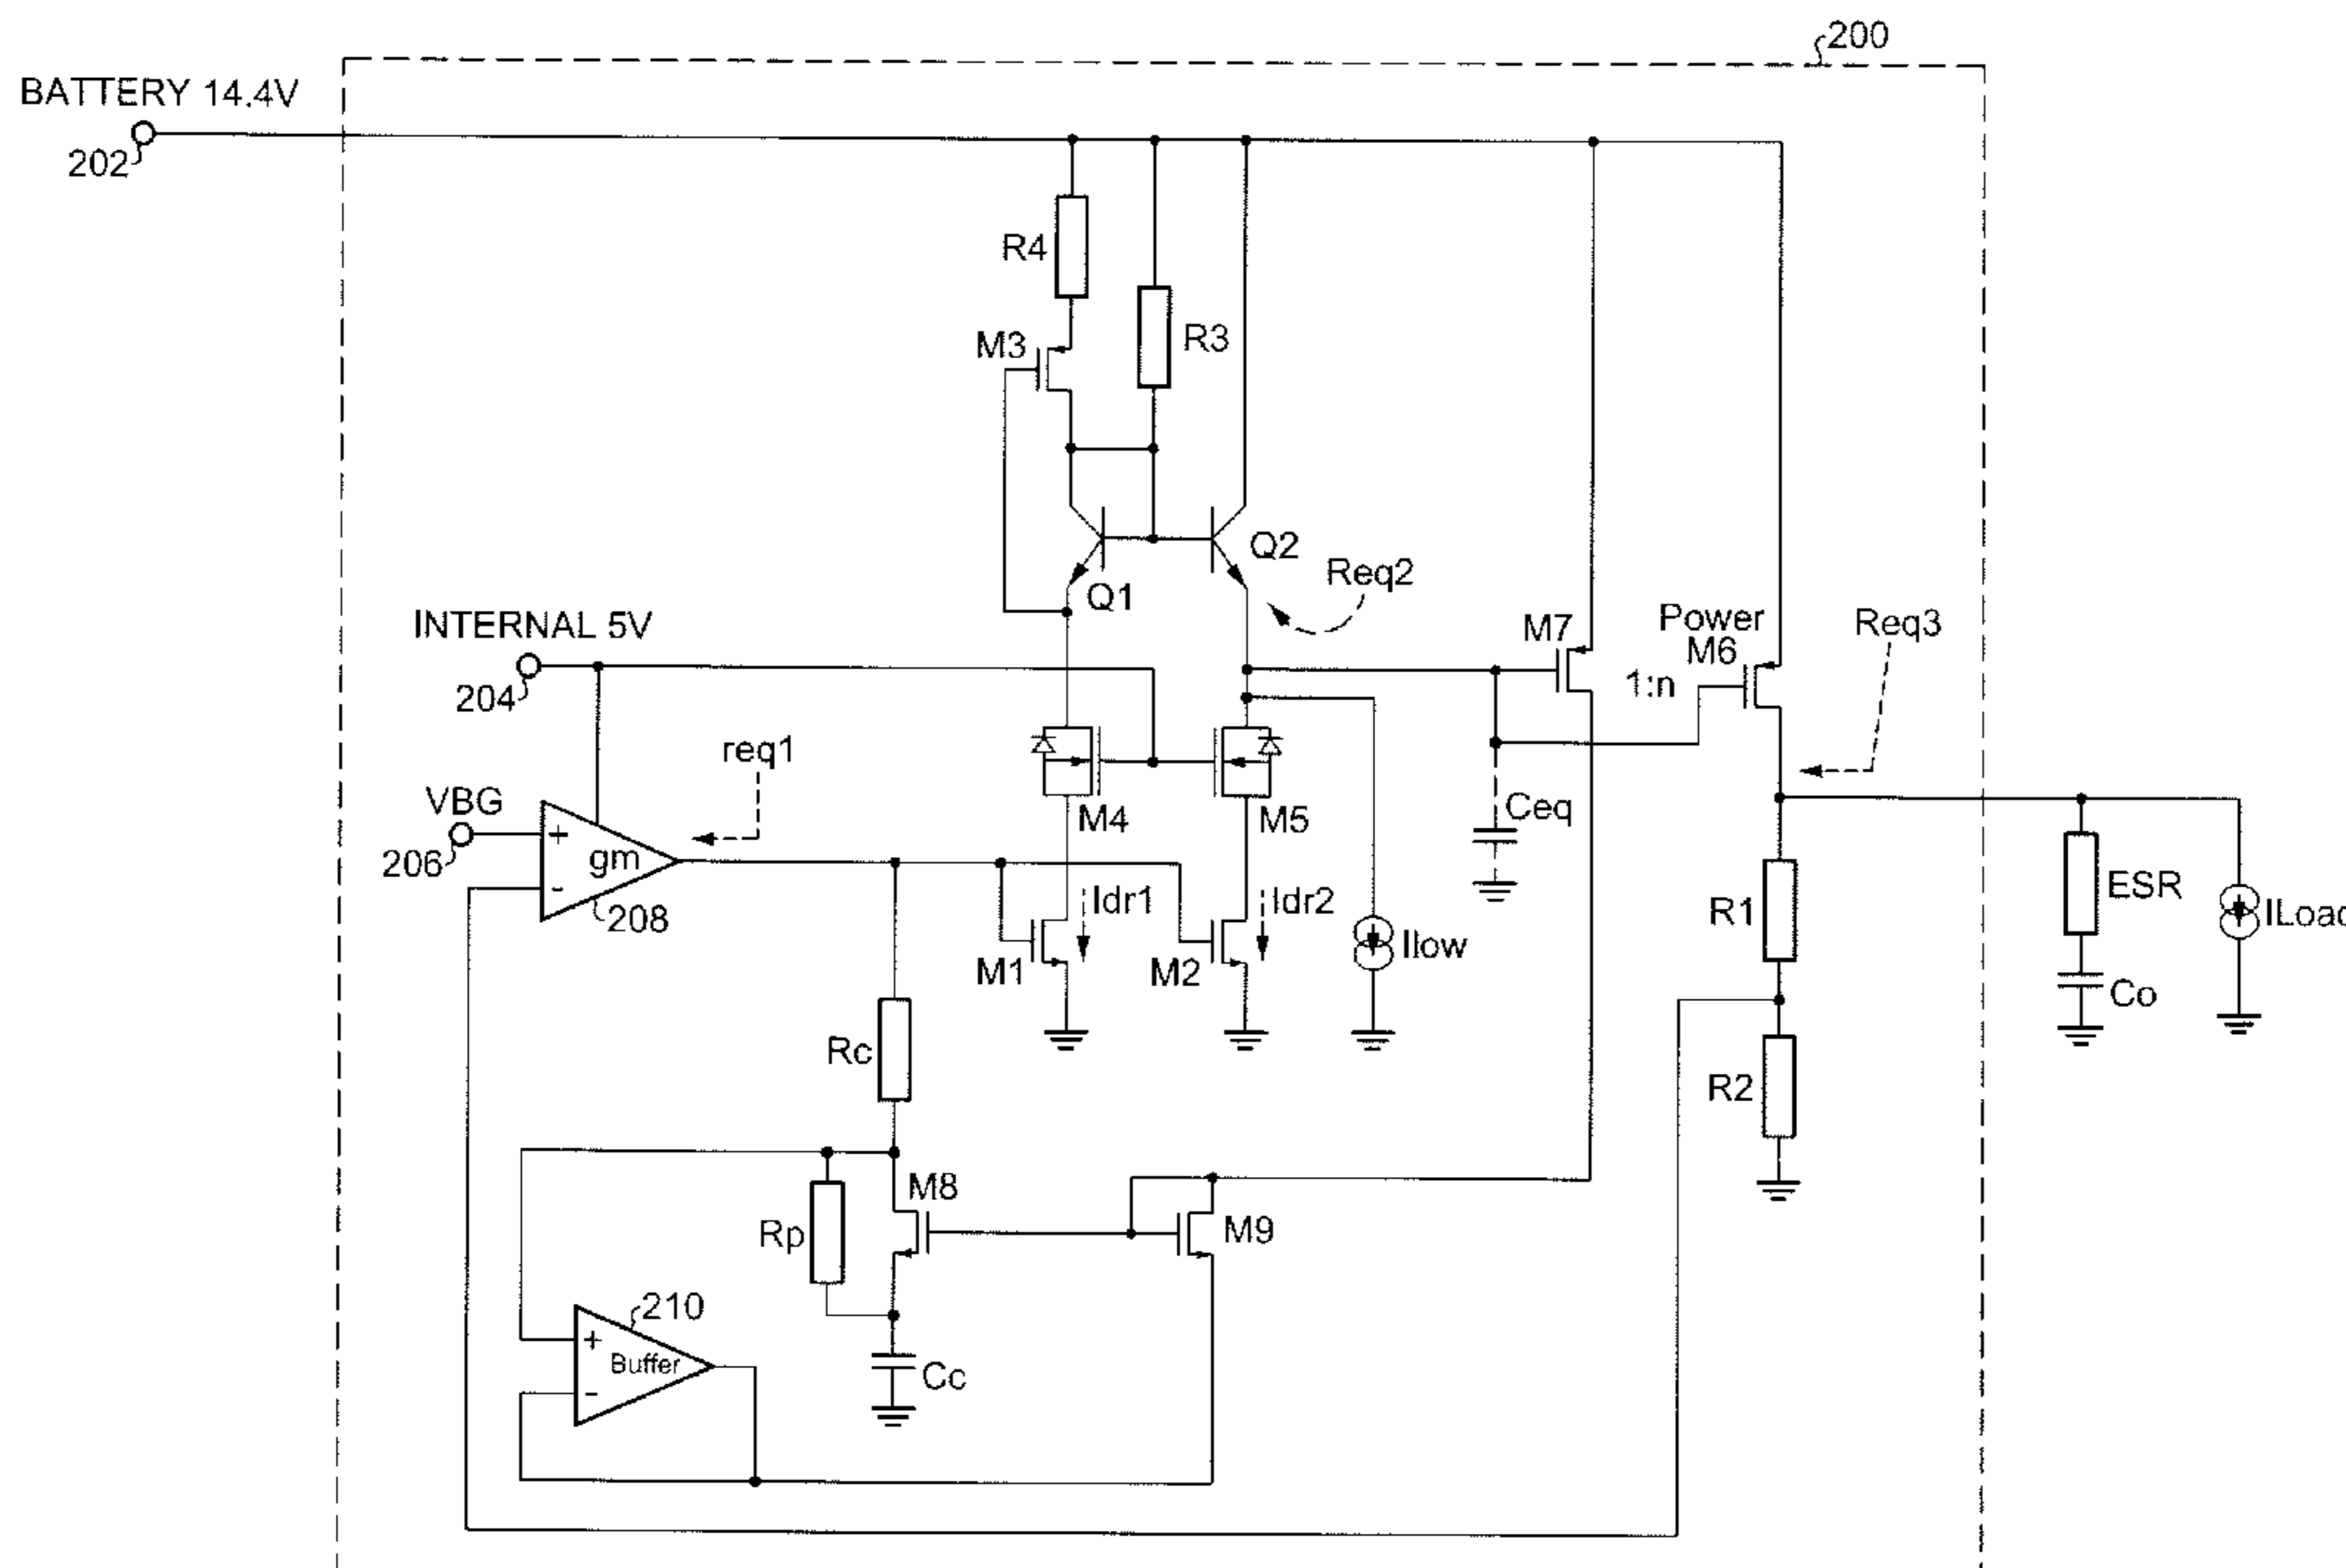 200
BATTERY 14.4V
202
R4
R3
M3
Q2
Q1
Req2
INTERNAL 5V
204
M7
Power
M6
1:n
Req3
req1
VBG
206
+
gm
-
208
M4
M5
Ceq
Idr1
Idr2
M1
M2
Ilow
R1
ESR
ILoad
Co
Rc
R2
M8
M9
Rp
210
+
Buffer
-
Cc